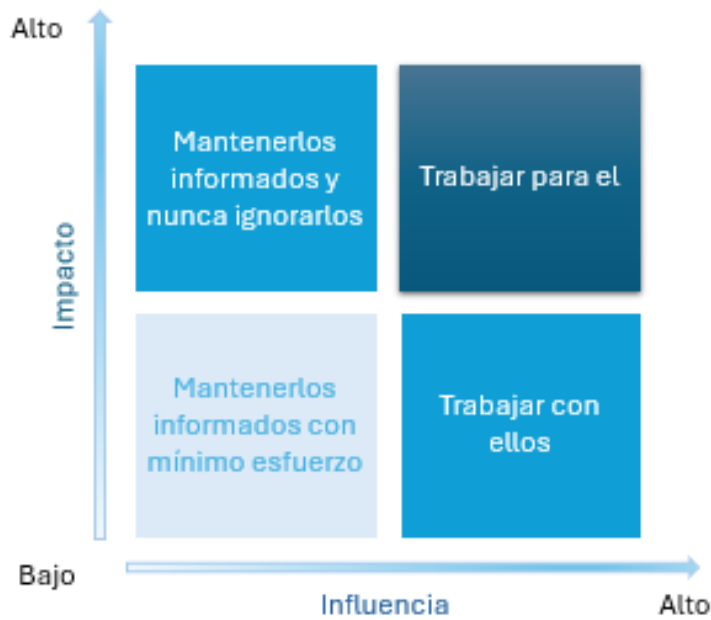 Alto
Mantenerlos
informados y
nunca ignorarlos
Trabajar para el
Impacto
Mantenerlos
informados con
mínimo esfuerzo
Trabajar con
ellos
Bajo
Influencia
Alto